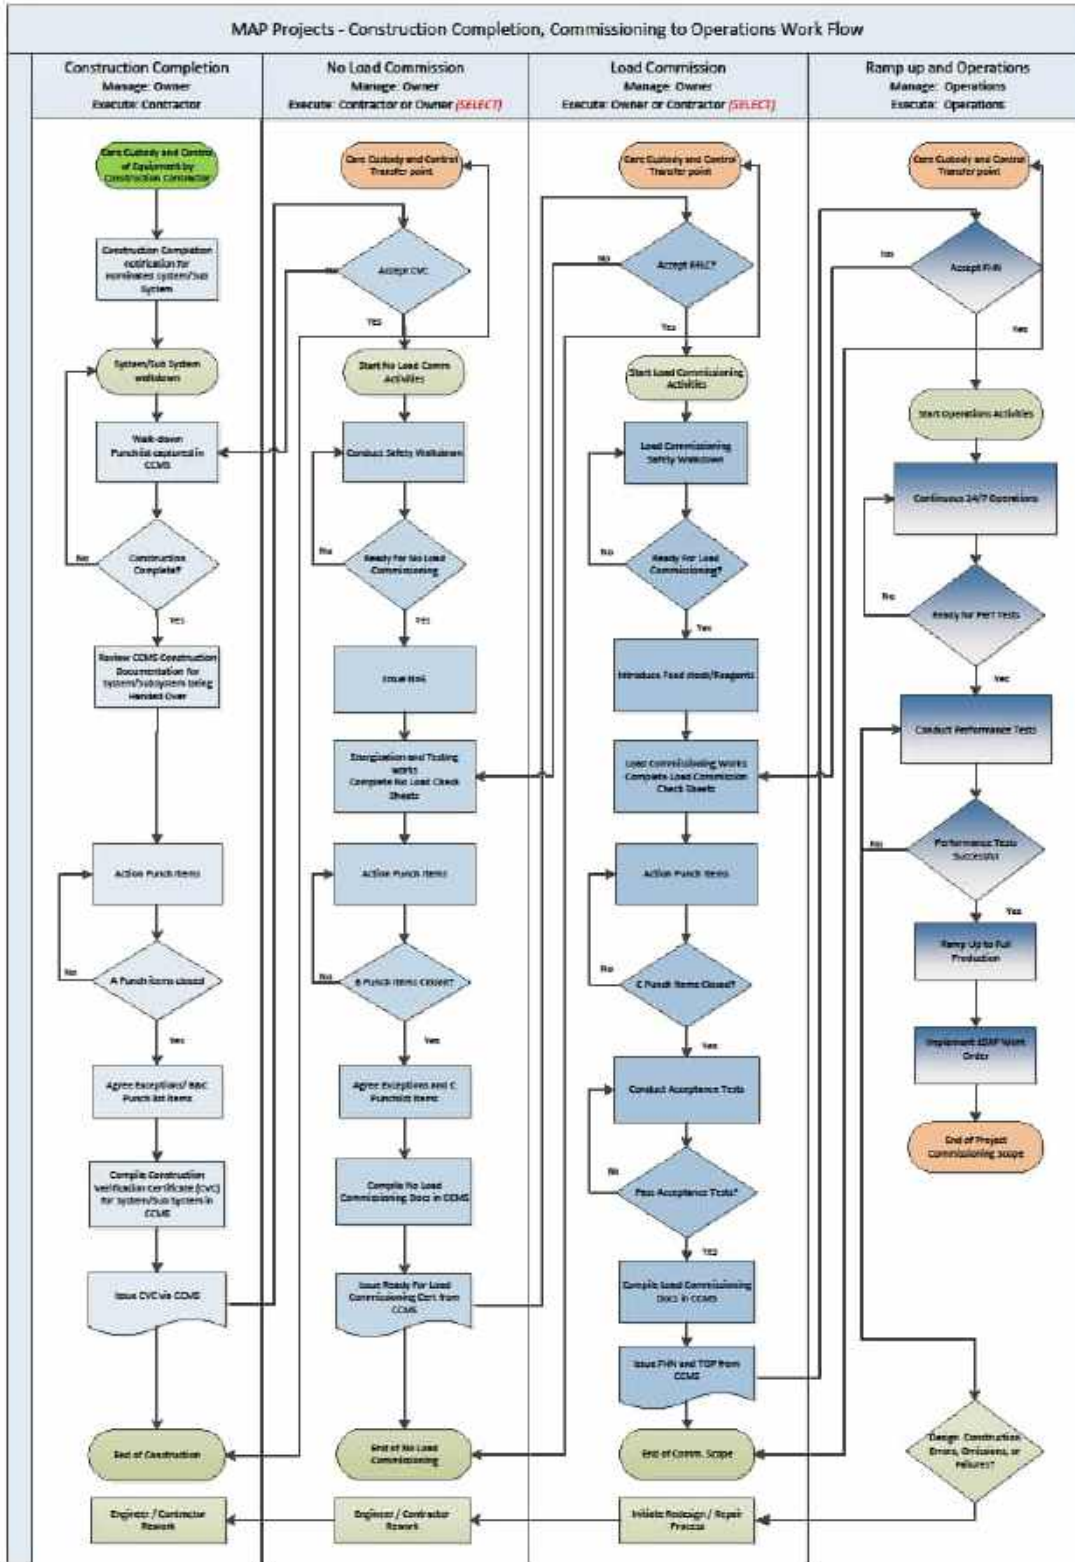 MAP Projects - Construction Completion, Commissioning to Operations Work Flow
Construction Completion
Manage: Owner
Execute: Contractor
Care Custody and Control
of Equipment by
Construction Contractor
Construction Completion
notification for
nominated System/Sub
System
System/Sub System
walkdown
Walk-down
Punchlist captured in
CCMS
Construction
Complete?
No
Yes
Review CCMS Construction
Documentation for
System/Subsystem being
Handed Over
Action Punch Items
A Punch items closed
No
Yes
Agree Exceptions/ B&C
Punch list items
Compile Construction
Verification Certificate (CVC)
for System/Sub System in
CCMS
Issue CVC via CCMS
End of Construction
Engineer / Contractor
Rework
No Load Commission
Manage: Owner
Execute: Contractor or Owner (SELECT)
Care Custody and Control
Transfer point
Accept CVC
No
Yes
Start No Load Comm
Activities
Conduct Safety Walkdown
Ready For No Load
Commissioning
No
Yes
Issue
Energization and Testing
works
Complete No Load Check
Sheets
Action Punch Items
B Punch Items Closed?
No
Yes
Agree Exceptions and C
Punchlist Items
Compile No Load
Commissioning Docs in CCMS
Issue Ready For Load
Commissioning Cert from
CCMS
End of No Load
Commissioning
Engineer / Contractor
Rework
Load Commission
Manage: Owner
Execute: Owner or Contractor (SELECT)
Care Custody and Control
Transfer point
Accept
No
Yes
Start Load Commissioning
Activities
Load Commissioning
Safety Walkdown
Ready For Load
Commissioning?
No
Yes
Introduce Feed stock/Reagents
Load Commissioning Works
Complete Load Commission
Check Sheets
Action Punch Items
C Punch Items Closed?
No
Yes
Conduct Acceptance Tests
Pass Acceptance Tests?
No
Yes
Compile Load Commissioning
Docs in CCMS
Issue FHN and TOP from
CCMS
End of Comm. Scope
Initiate Redesign / Repair
Process
Ramp up and Operations
Manage: Operations
Execute: Operations
Care Custody and Control
Transfer point
Accept FHN
Yes
Start Operations Activities
Continuous 24/7 Operations
Ready for Perf Tests
No
Yes
Conduct Performance Tests
Performance Tests
Successful
No
Yes
Ramp Up to Full
Production
Implement Work
Order
End of Project
Commissioning Scope
Design, Construction
Errors, Omissions, or
Failures?